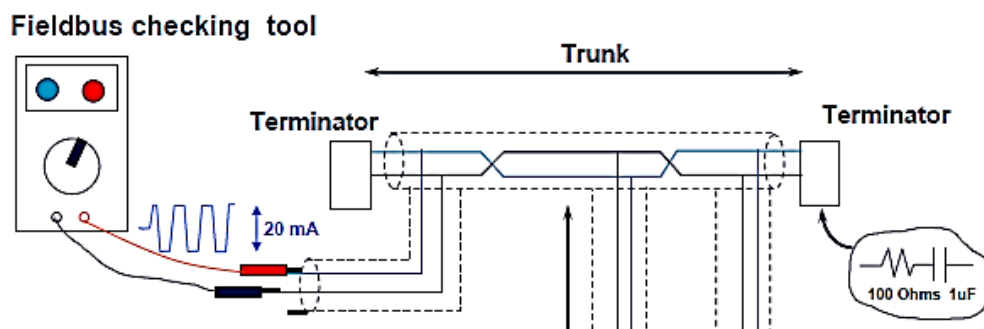 Fieldbus checking tool
Trunk
Terminator
Terminator
20 mA
100 Ohms 1uF